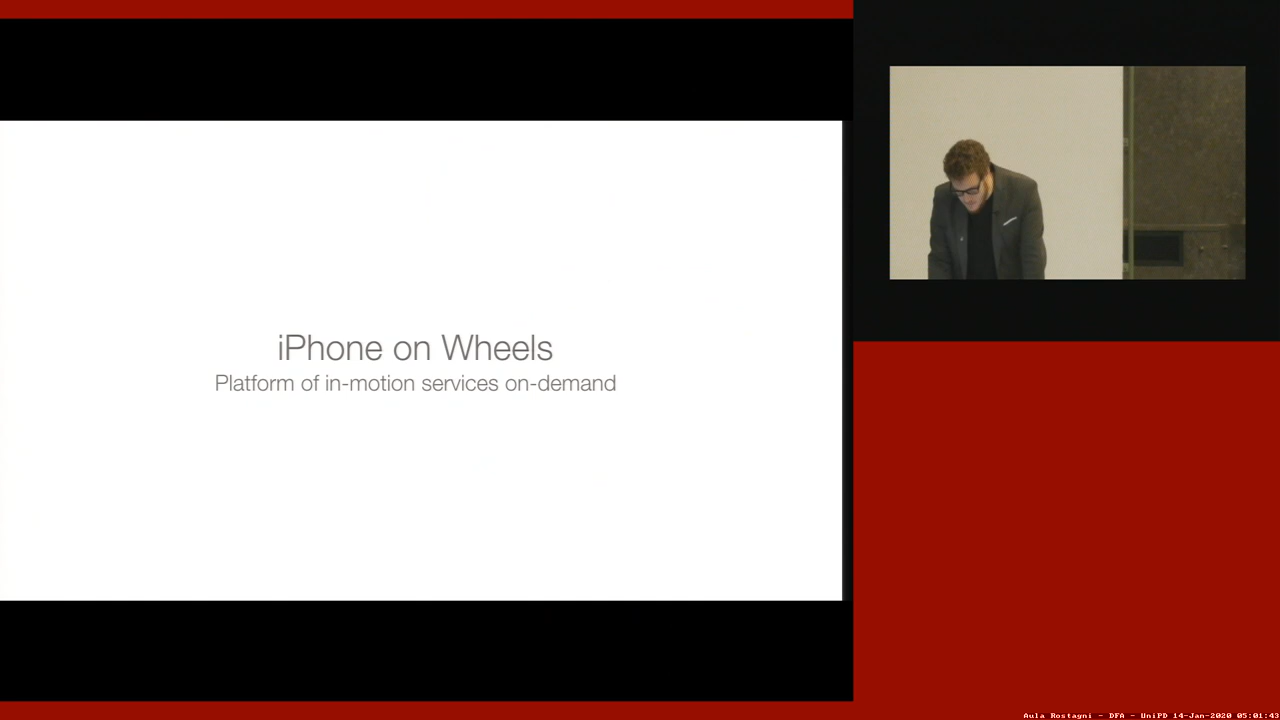 iPhone on Wheels
Platform of in-motion services on-demand
Aula Rostagni - DFA - UniPD 14-Jan-2020 05:01:43